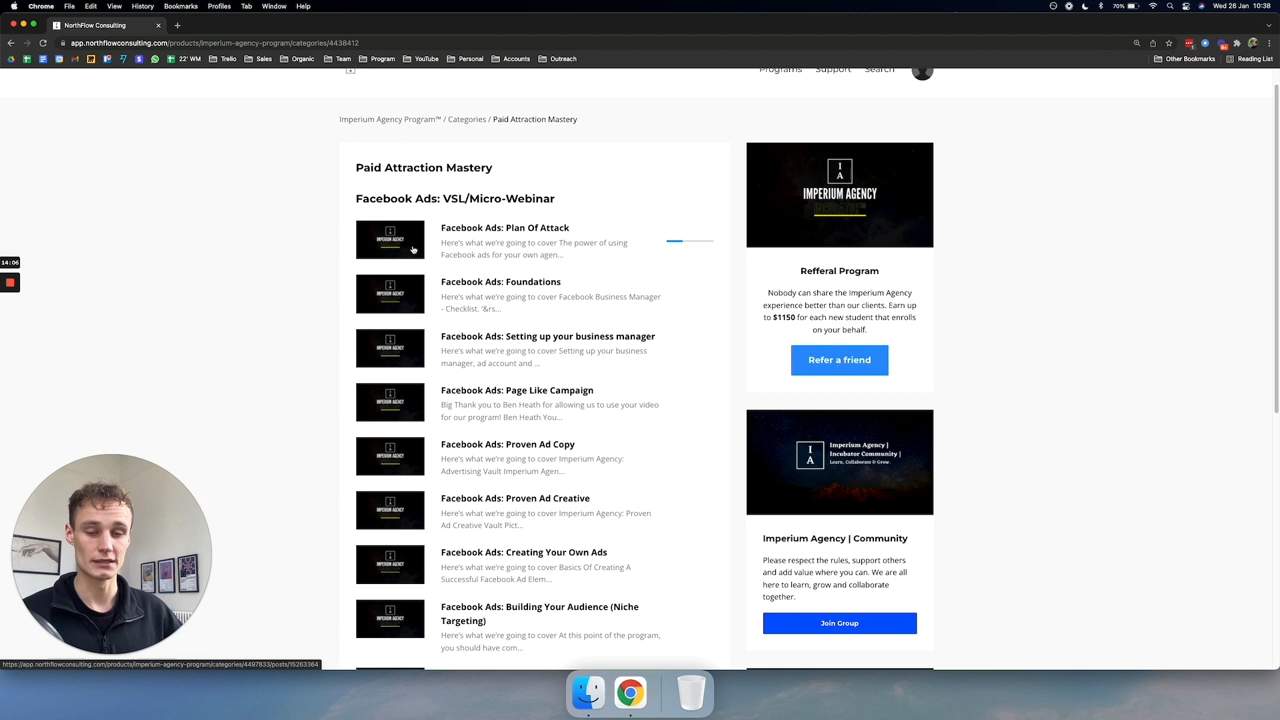 Chrome File Edit View History Bookmarks Profiles Tab Window Help 70% Wed 26 Jan 10:38
NorthFlow Consulting
app.northflowconsulting.com/products/imperium-agency-program/categories/4438412
22' WM Trello Sales Organic Team Program YouTube Personal Accounts Outreach Other Bookmarks Reading List
Programs Support Search
Imperium Agency Program™ / Categories / Paid Attraction Mastery
Paid Attraction Mastery
Facebook Ads: VSL/Micro-Webinar
Facebook Ads: Plan Of Attack
Here's what we're going to cover The power of using
Facebook ads for your own agen...
Facebook Ads: Foundations
Here's what we're going to cover Facebook Business Manager
- Checklist. '&rs...
Facebook Ads: Setting up your business manager
Here's what we're going to cover Setting up your business
manager, ad account and ...
Facebook Ads: Page Like Campaign
Big Thank you to Ben Heath for allowing us to use your video
for our program! Ben Heath You...
Facebook Ads: Proven Ad Copy
Imperium Agency: Here's what we're going to cover Imperium Agency:
Advertising Vault Imperium Agen...
Facebook Ads: Proven Ad Creative
Here's what we're going to cover Imperium Agency: Proven
Ad Creative Vault Pict...
Facebook Ads: Creating Your Own Ads
Here's what we're going to cover Basics Of Creating A
Successful Facebook Ad Elem...
Facebook Ads: Building Your Audience (Niche
Targeting)
Here's what we're going to cover At this point of the program,
you should have com...
I
A
IMPERIUM AGENCY
Refferal Program
Nobody can share the Imperium Agency
experience better than our clients. Earn up
to $1150 for each new student that enrolls
on your behalf.
Refer a friend
I
A
Imperium Agency |
Incubator Community |
Learn, Collaborate & Grow.
Imperium Agency | Community
Please respect the rules, support others
and add value where you can. We are all
here to learn, grow and collaborate
together.
Join Group
14:06
https://app.northflowconsulting.com/products/imperium-agency-program/categories/4497833/posts/15263364